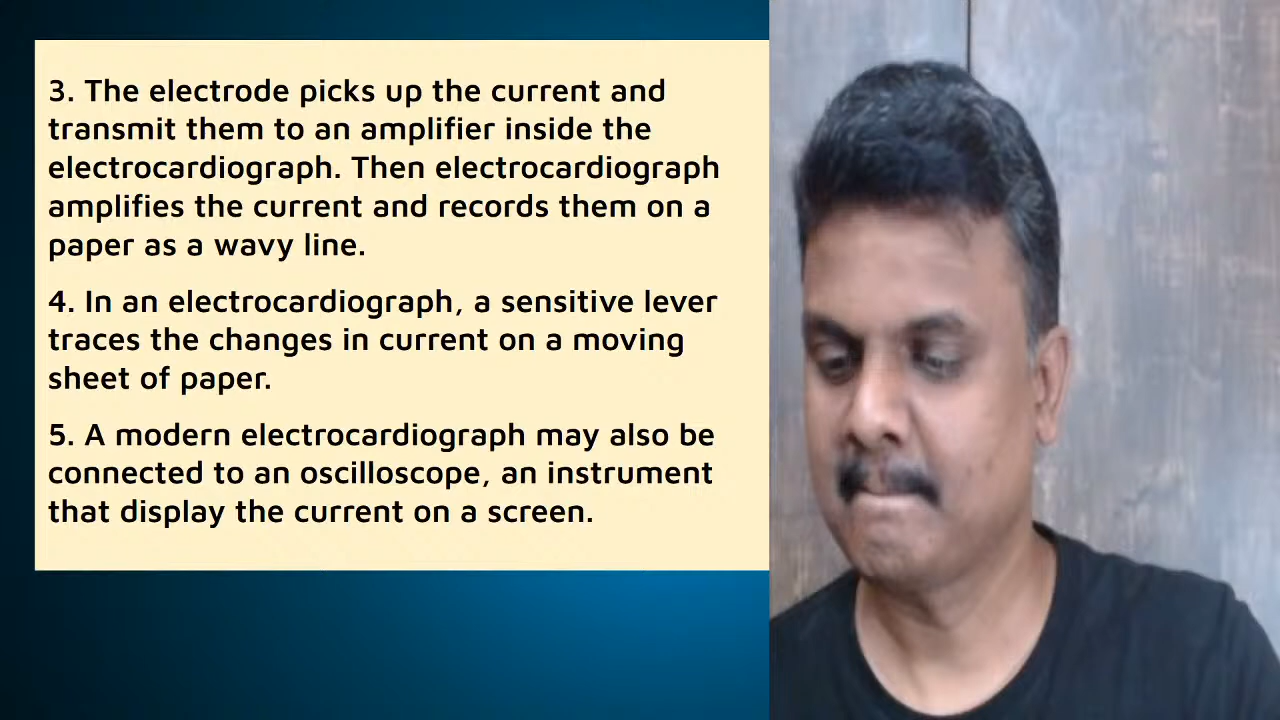 3. The electrode picks up the current and
transmit them to an amplifier inside the
electrocardiograph. Then electrocardiograph
amplifies the current and records them on a
paper as a wavy line.
4. In an electrocardiograph, a sensitive lever
traces the changes in current on a moving
sheet of paper.
5. A modern electrocardiograph may also be
connected to an oscilloscope, an instrument
that display the current on a screen.